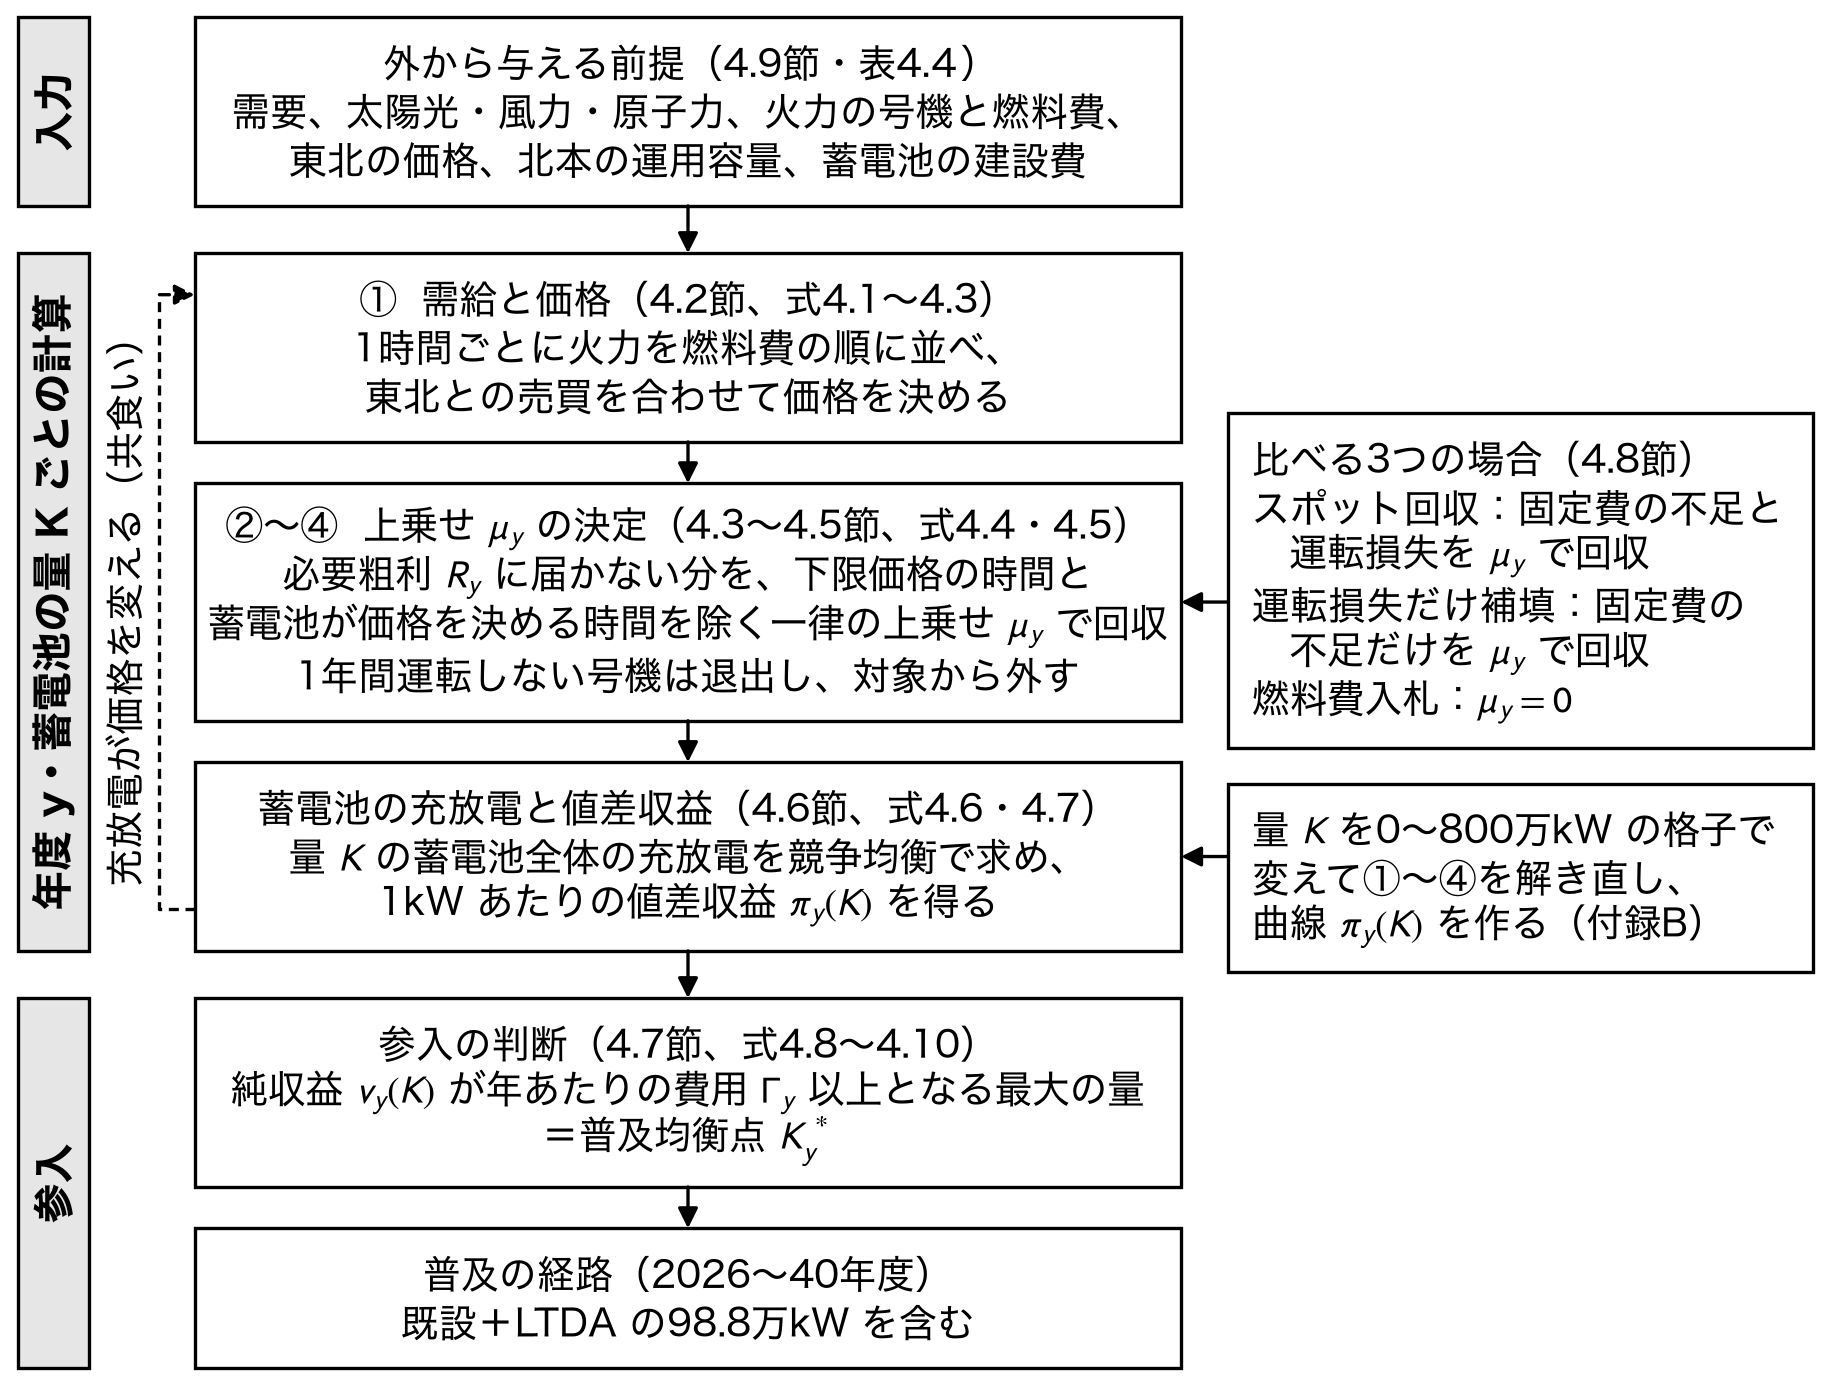 入力
外から与える前提（4.9節・表4.4）
需要、太陽光・風力・原子力、火力の号機と燃料費、
東北の価格、北本の運用容量、蓄電池の建設費
年度 y・蓄電池の量 K ごとの計算
充放電が価格を変える（共食い）
① 需給と価格（4.2節、式4.1～4.3）
1時間ごとに火力を燃料費の順に並べ、
東北との売買を合わせて価格を決める
②～④ 上乗せ μy の決定（4.3～4.5節、式4.4・4.5）
必要粗利 Ry に届かない分を、下限価格の時間と
蓄電池が価格を決める時間を除く一律の上乗せ μy で回収
1年間運転しない号機は退出し、対象から外す
比べる3つの場合（4.8節）
スポット回収：固定費の不足と
運転損失を μy で回収
運転損失だけ補填：固定費の
不足だけを μy で回収
燃料費入札：μy = 0
蓄電池の充放電と値差収益（4.6節、式4.6・4.7）
量 K の蓄電池全体の充放電を競争均衡で求め、
1kW あたりの値差収益 πy(K) を得る
量 K を0～800万kW の格子で
変えて①～④を解き直し、
曲線 πy(K) を作る（付録B）
参入
参入の判断（4.7節、式4.8～4.10）
純収益 vy(K) が年あたりの費用 Γy 以上となる最大の量
＝普及均衡点 Ky*
普及の経路（2026～40年度）
既設＋LTDA の98.8万kW を含む